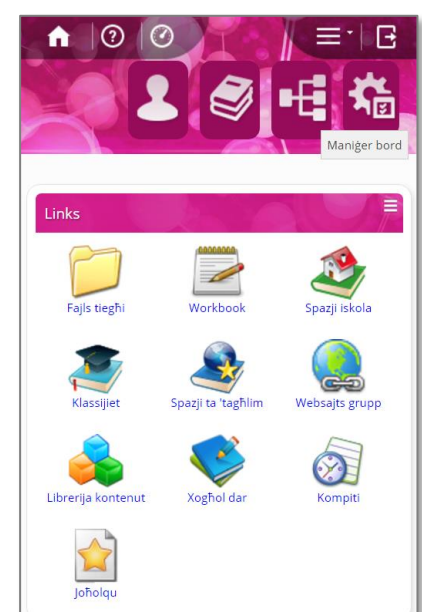 Maniġer bord
Links
Fajls tiegħi
Workbook
Spazji iskola
Klassijiet
Spazji ta 'tagħlim
Websajts grupp
Librerija kontenut
Xogħol dar
Kompiti
Joħolqu